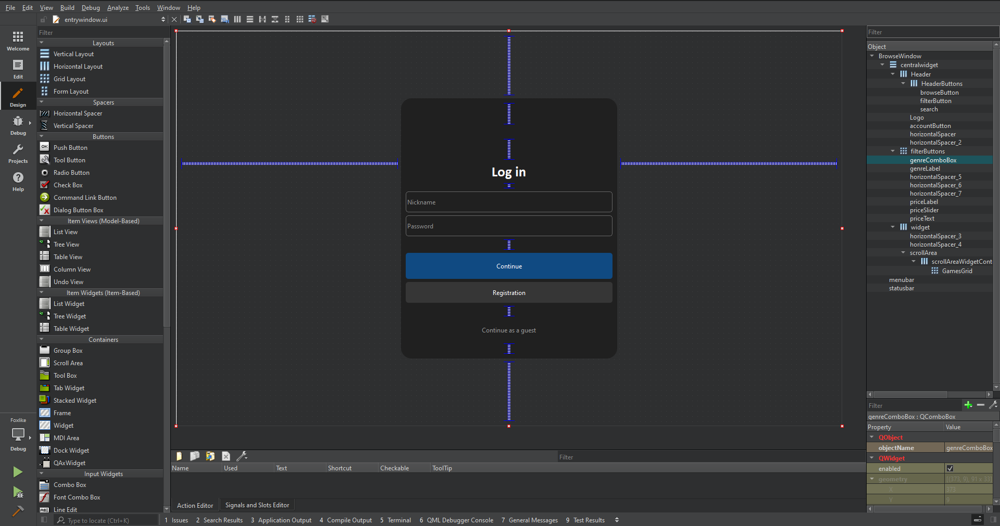 File Edit View Build Debug Analyze Tools Window Help
entrywindow.ui
Welcome
Edit
Design
Debug
Projects
Help
Foxlike
Debug
Filter
Layouts
Vertical Layout
Horizontal Layout
Grid Layout
Form Layout
Spacers
Horizontal Spacer
Vertical Spacer
Buttons
OK Push Button
Tool Button
Radio Button
Check Box
Command Link Button
Dialog Button Box
Item Views (Model-Based)
List View
Tree View
Table View
Column View
Undo View
Item Widgets (Item-Based)
List Widget
Tree Widget
Table Widget
Containers
Group Box
Scroll Area
Tool Box
Tab Widget
Stacked Widget
Frame
Widget
MDI Area
Dock Widget
QAxWidget
Input Widgets
Combo Box
Font Combo Box
ABI Line Edit
Log in
Nickname
Password
Continue
Registration
Continue as a guest
Filter
Name Used Text Shortcut Checkable ToolTip
Action Editor Signals and Slots Editor
Filter
Object
BrowseWindow
centralwidget
Header
HeaderButtons
browseButton
filterButton
search
Logo
accountButton
horizontalSpacer
horizontalSpacer_2
filterButtons
genreComboBox
genreLabel
horizontalSpacer_5
horizontalSpacer_6
horizontalSpacer_7
priceLabel
priceSlider
priceText
widget
horizontalSpacer_3
horizontalSpacer_4
scrollArea
scrollAreaWidgetCont
GamesGrid
menubar
statusbar
Filter
genreComboBox : QComboBox
Property Value
QObject
objectName genreComboBox
QWidget
enabled
geometry [(373, 9), 91 x 33]
X 373
Y 9
Type to locate (Ctrl+K) 1 Issues 2 Search Results 3 Application Output 4 Compile Output 5 Terminal 6 QML Debugger Console 7 General Messages 9 Test Results